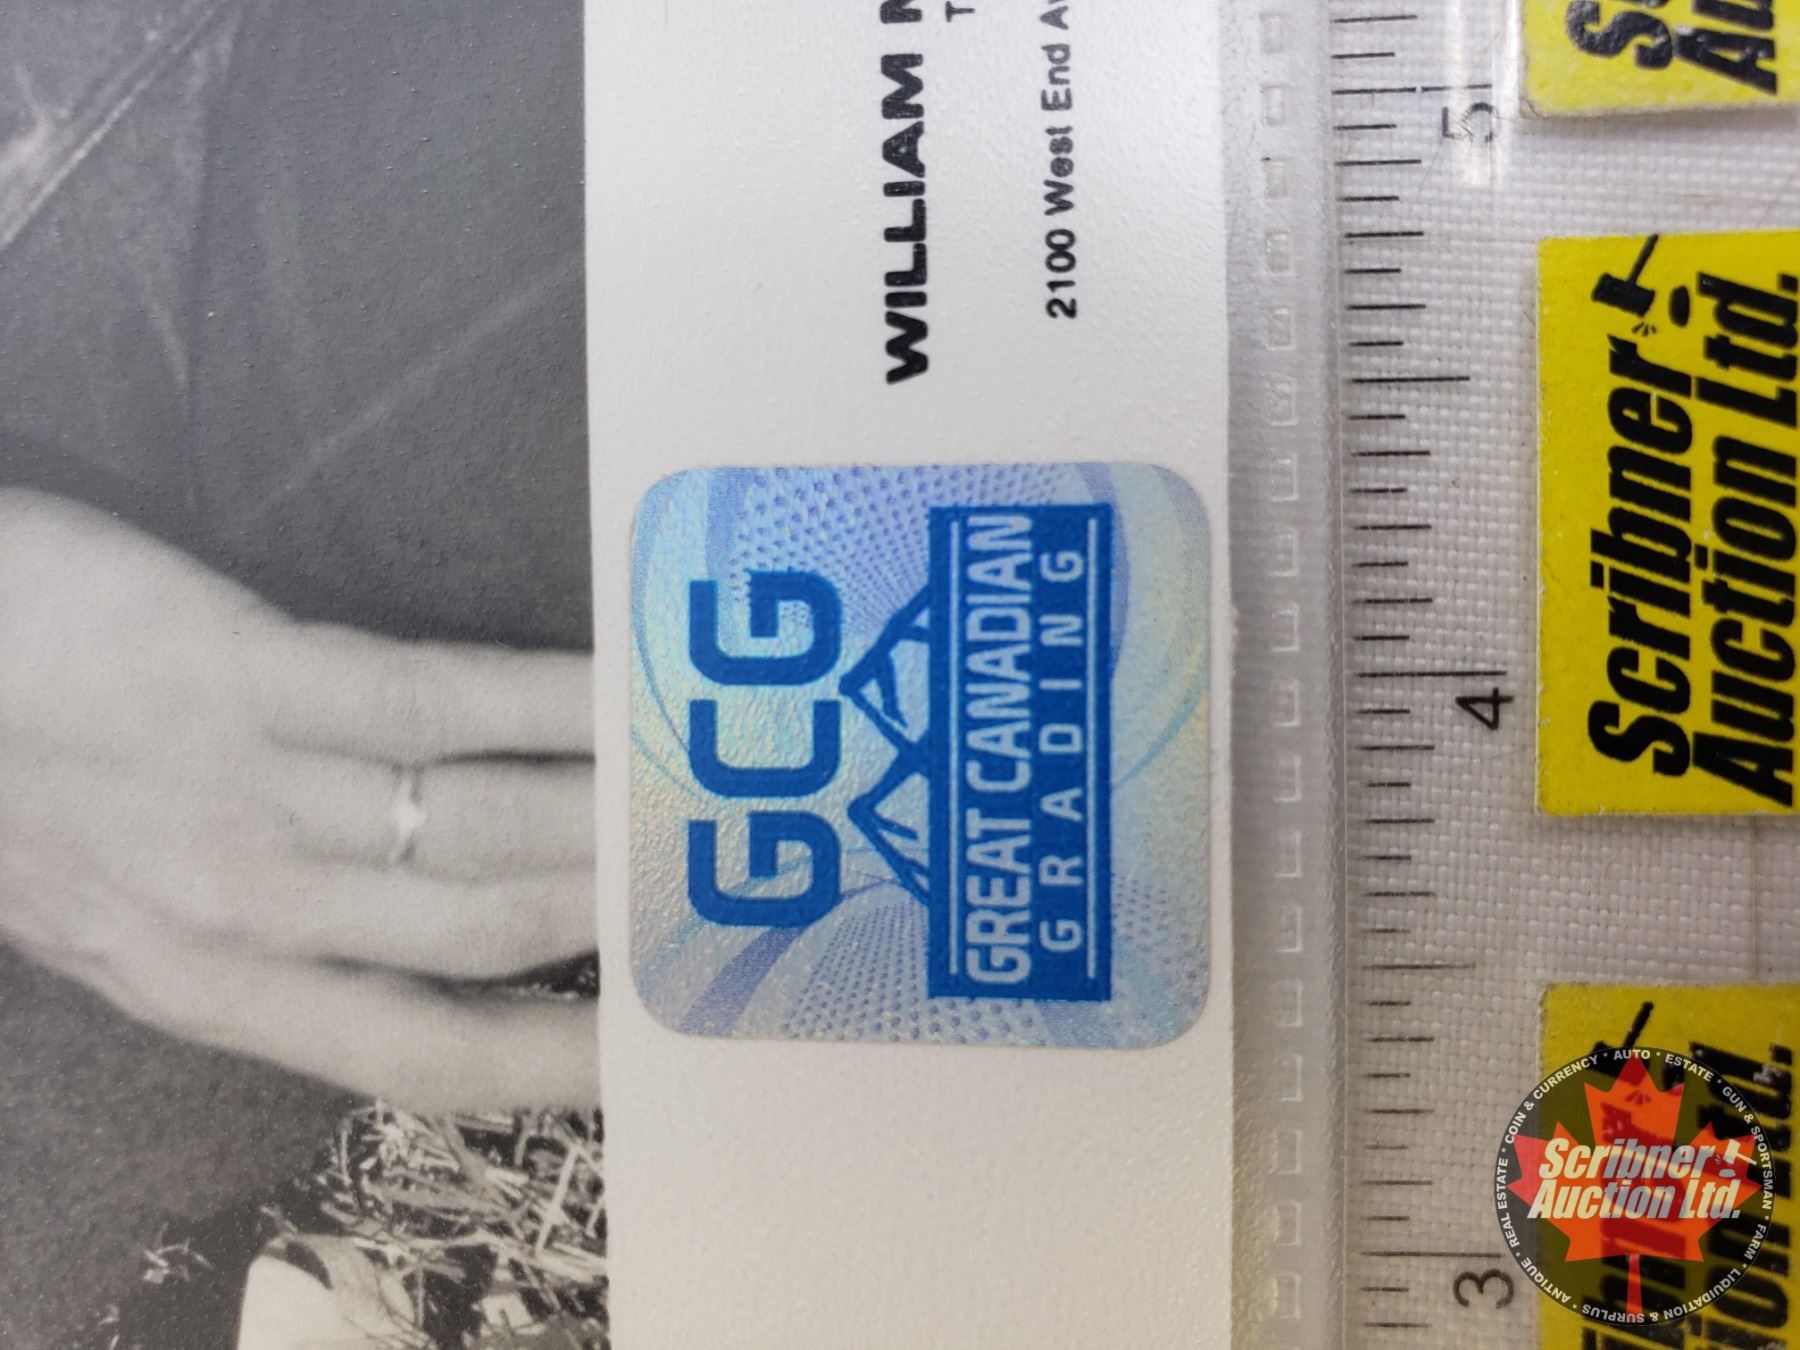 WILLIAM
2100 West End
GCG
GREAT CANADIAN
GRADING
5
4
3
Scribner
Auction Ltd.
Scribner !
Auction Ltd.
COIN & CURRENCY * AUTO * ESTATE * GUN & SPORTSMAN * FARM * LIQUIDATION & SURPLUS * ANTIQUE * REAL ESTATE *